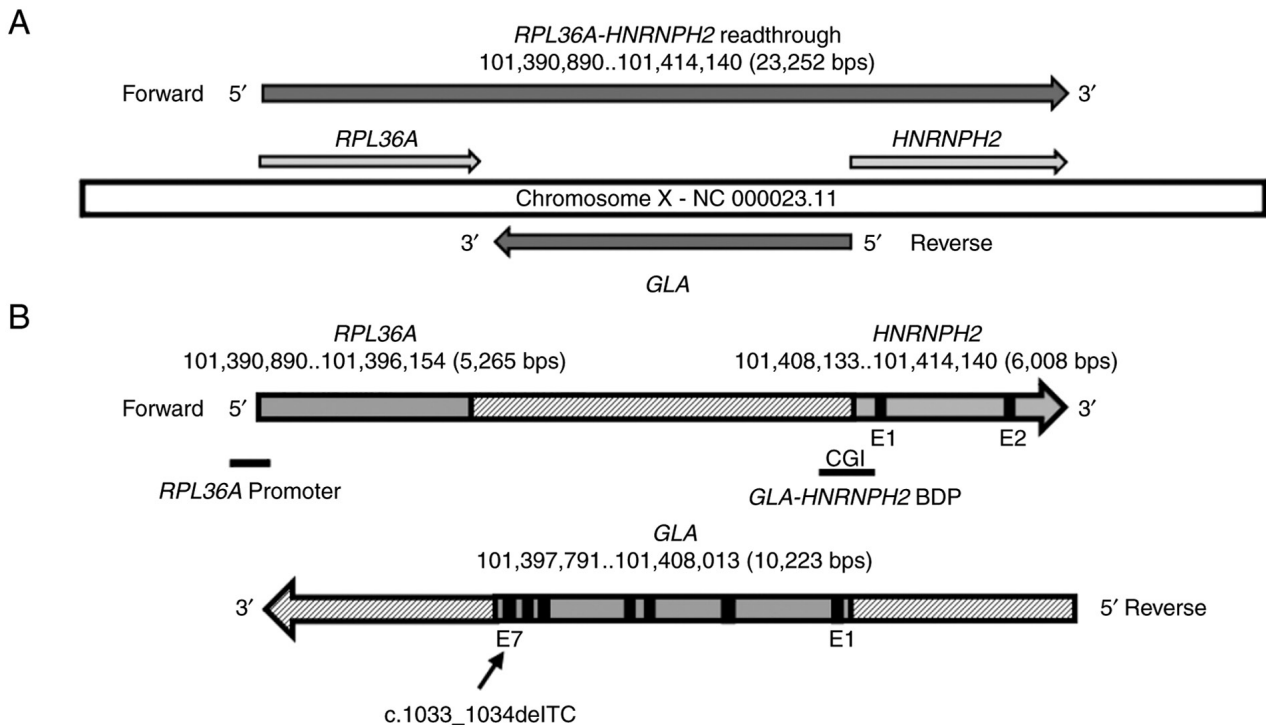 A
RPL36A-HNRNPH2 readthrough
101,390,890..101,414,140 (23,252 bps)
Forward 5′ 3′
RPL36A HNRNPH2
Chromosome X - NC 000023.11
3′ 5′ Reverse
GLA
B
RPL36A HNRNPH2
101,390,890..101,396,154 (5,265 bps) 101,408,133..101,414,140 (6,008 bps)
Forward 5′ 3′
E1 E2
CGI
RPL36A Promoter GLA-HNRNPH2 BDP
GLA
101,397,791..101,408,013 (10,223 bps)
3′ 5′ Reverse
E7 E1
c.1033_1034delTC